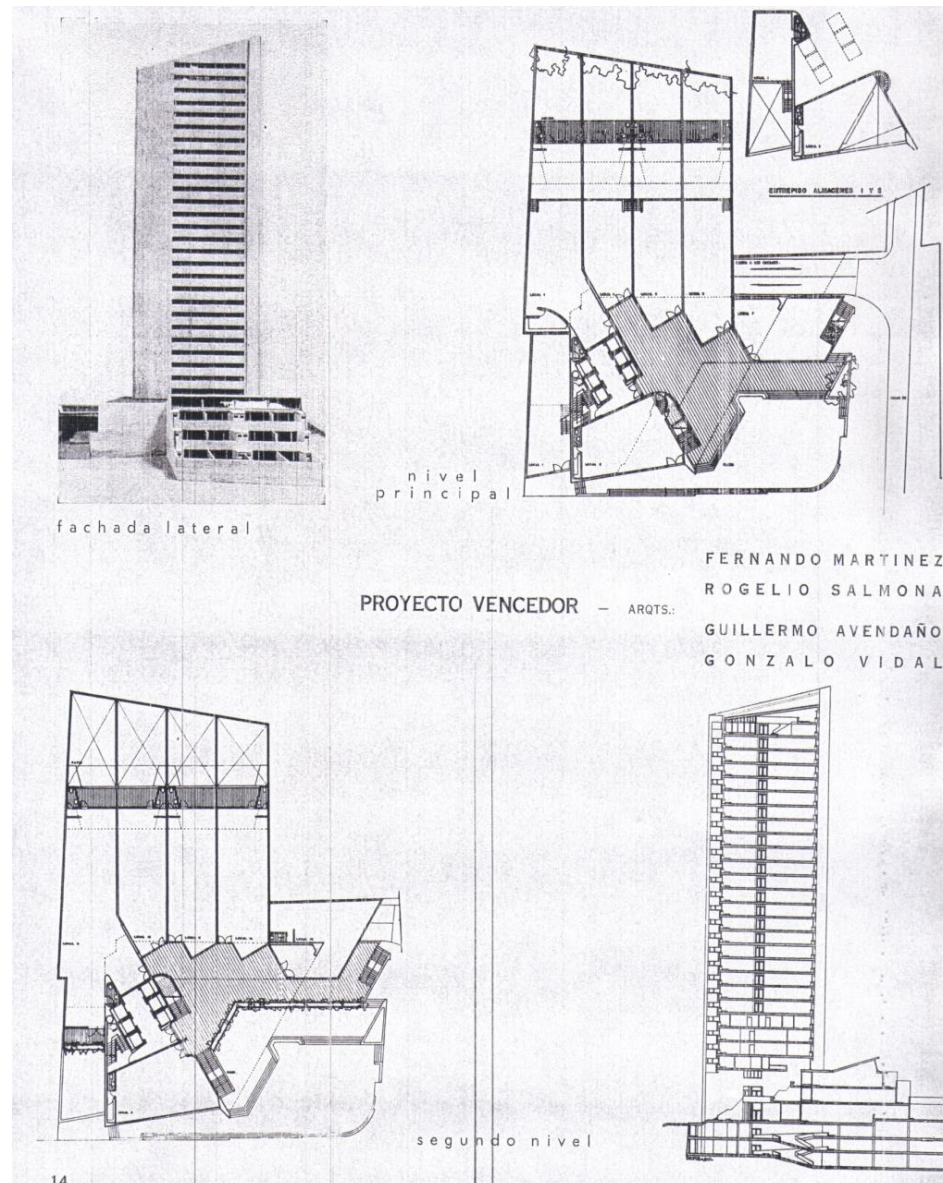 ENTREPISO ALMACENES 1 Y 2
nivel
principal
fachada lateral
FERNANDO MARTINEZ
ROGELIO SALMONA
PROYECTO VENCEDOR — ARQTS.:
GUILLERMO AVENDAÑO
GONZALO VIDAL
segundo nivel
14